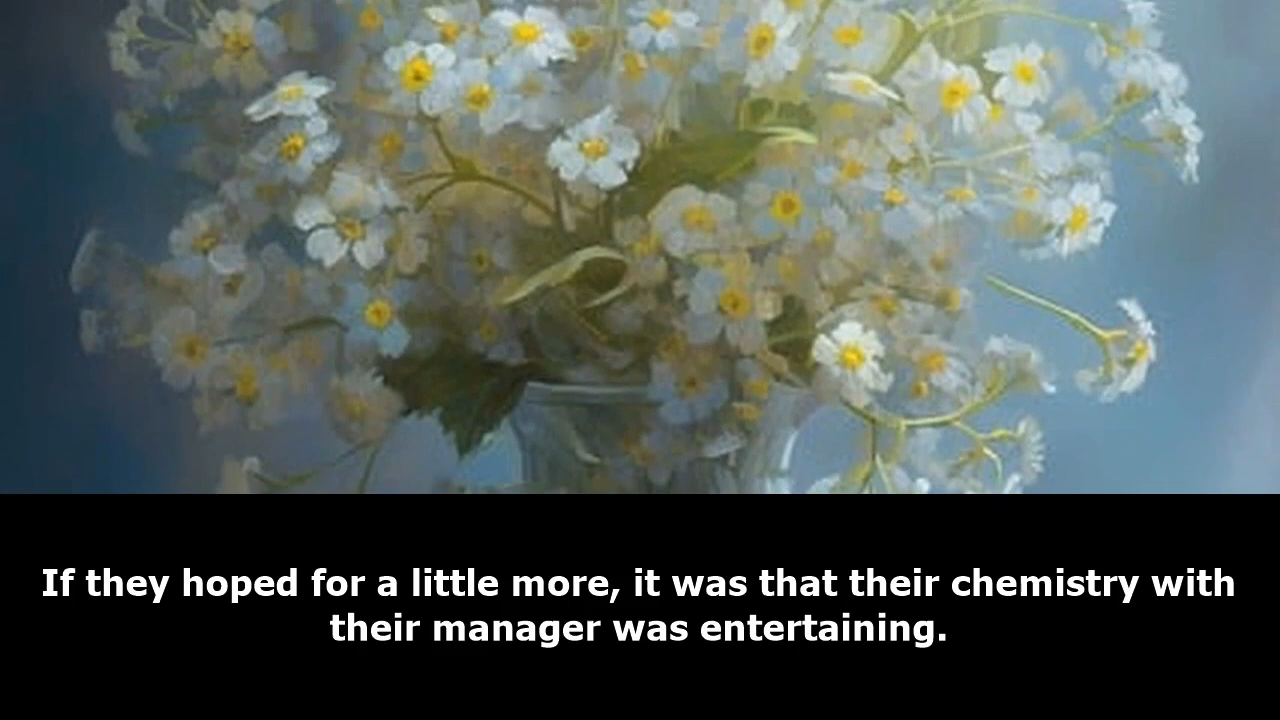 If they hoped for a little more, it was that their chemistry with
their manager was entertaining.